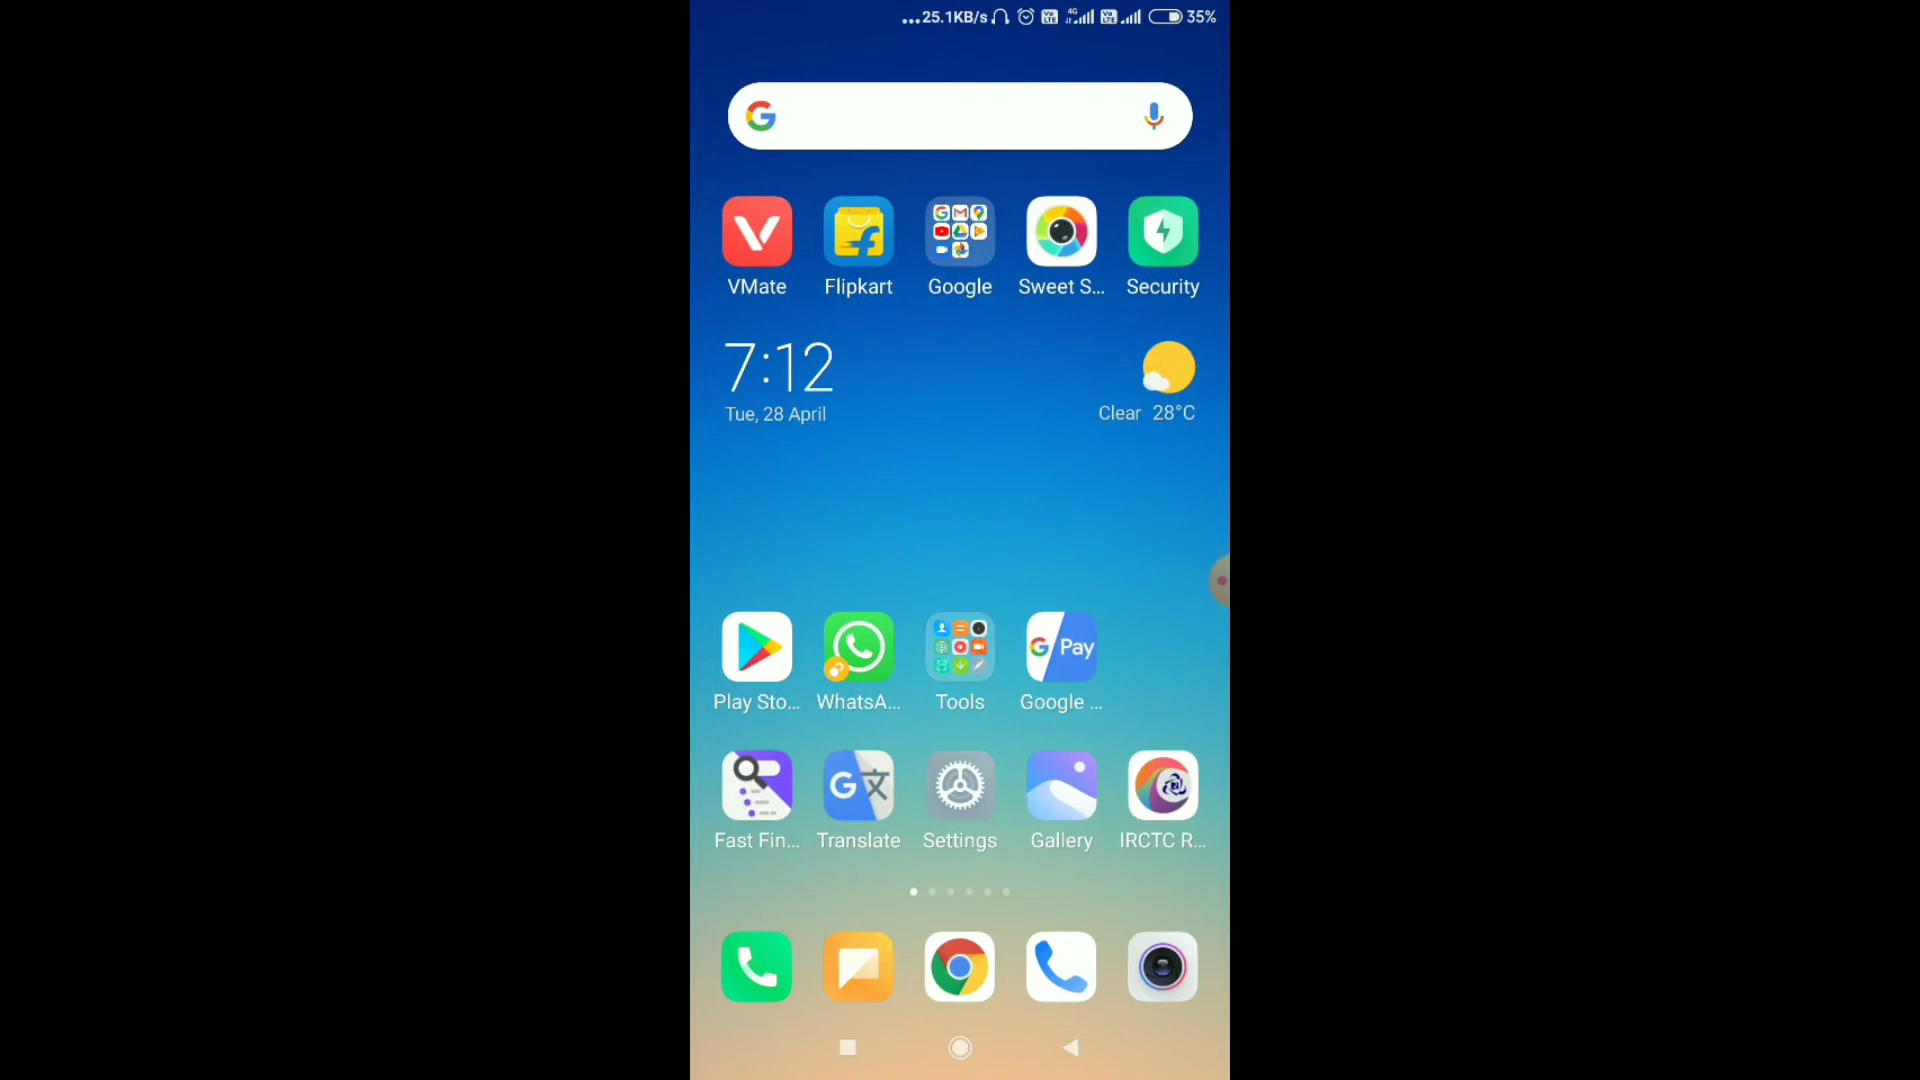 ...25.1KB/s 4G 35%
VMate Flipkart Google Sweet S... Security
7:12
Tue, 28 April
Clear 28°C
G Pay
Play Sto... WhatsA... Tools Google ...
Fast Fin... Translate Settings Gallery IRCTC R...